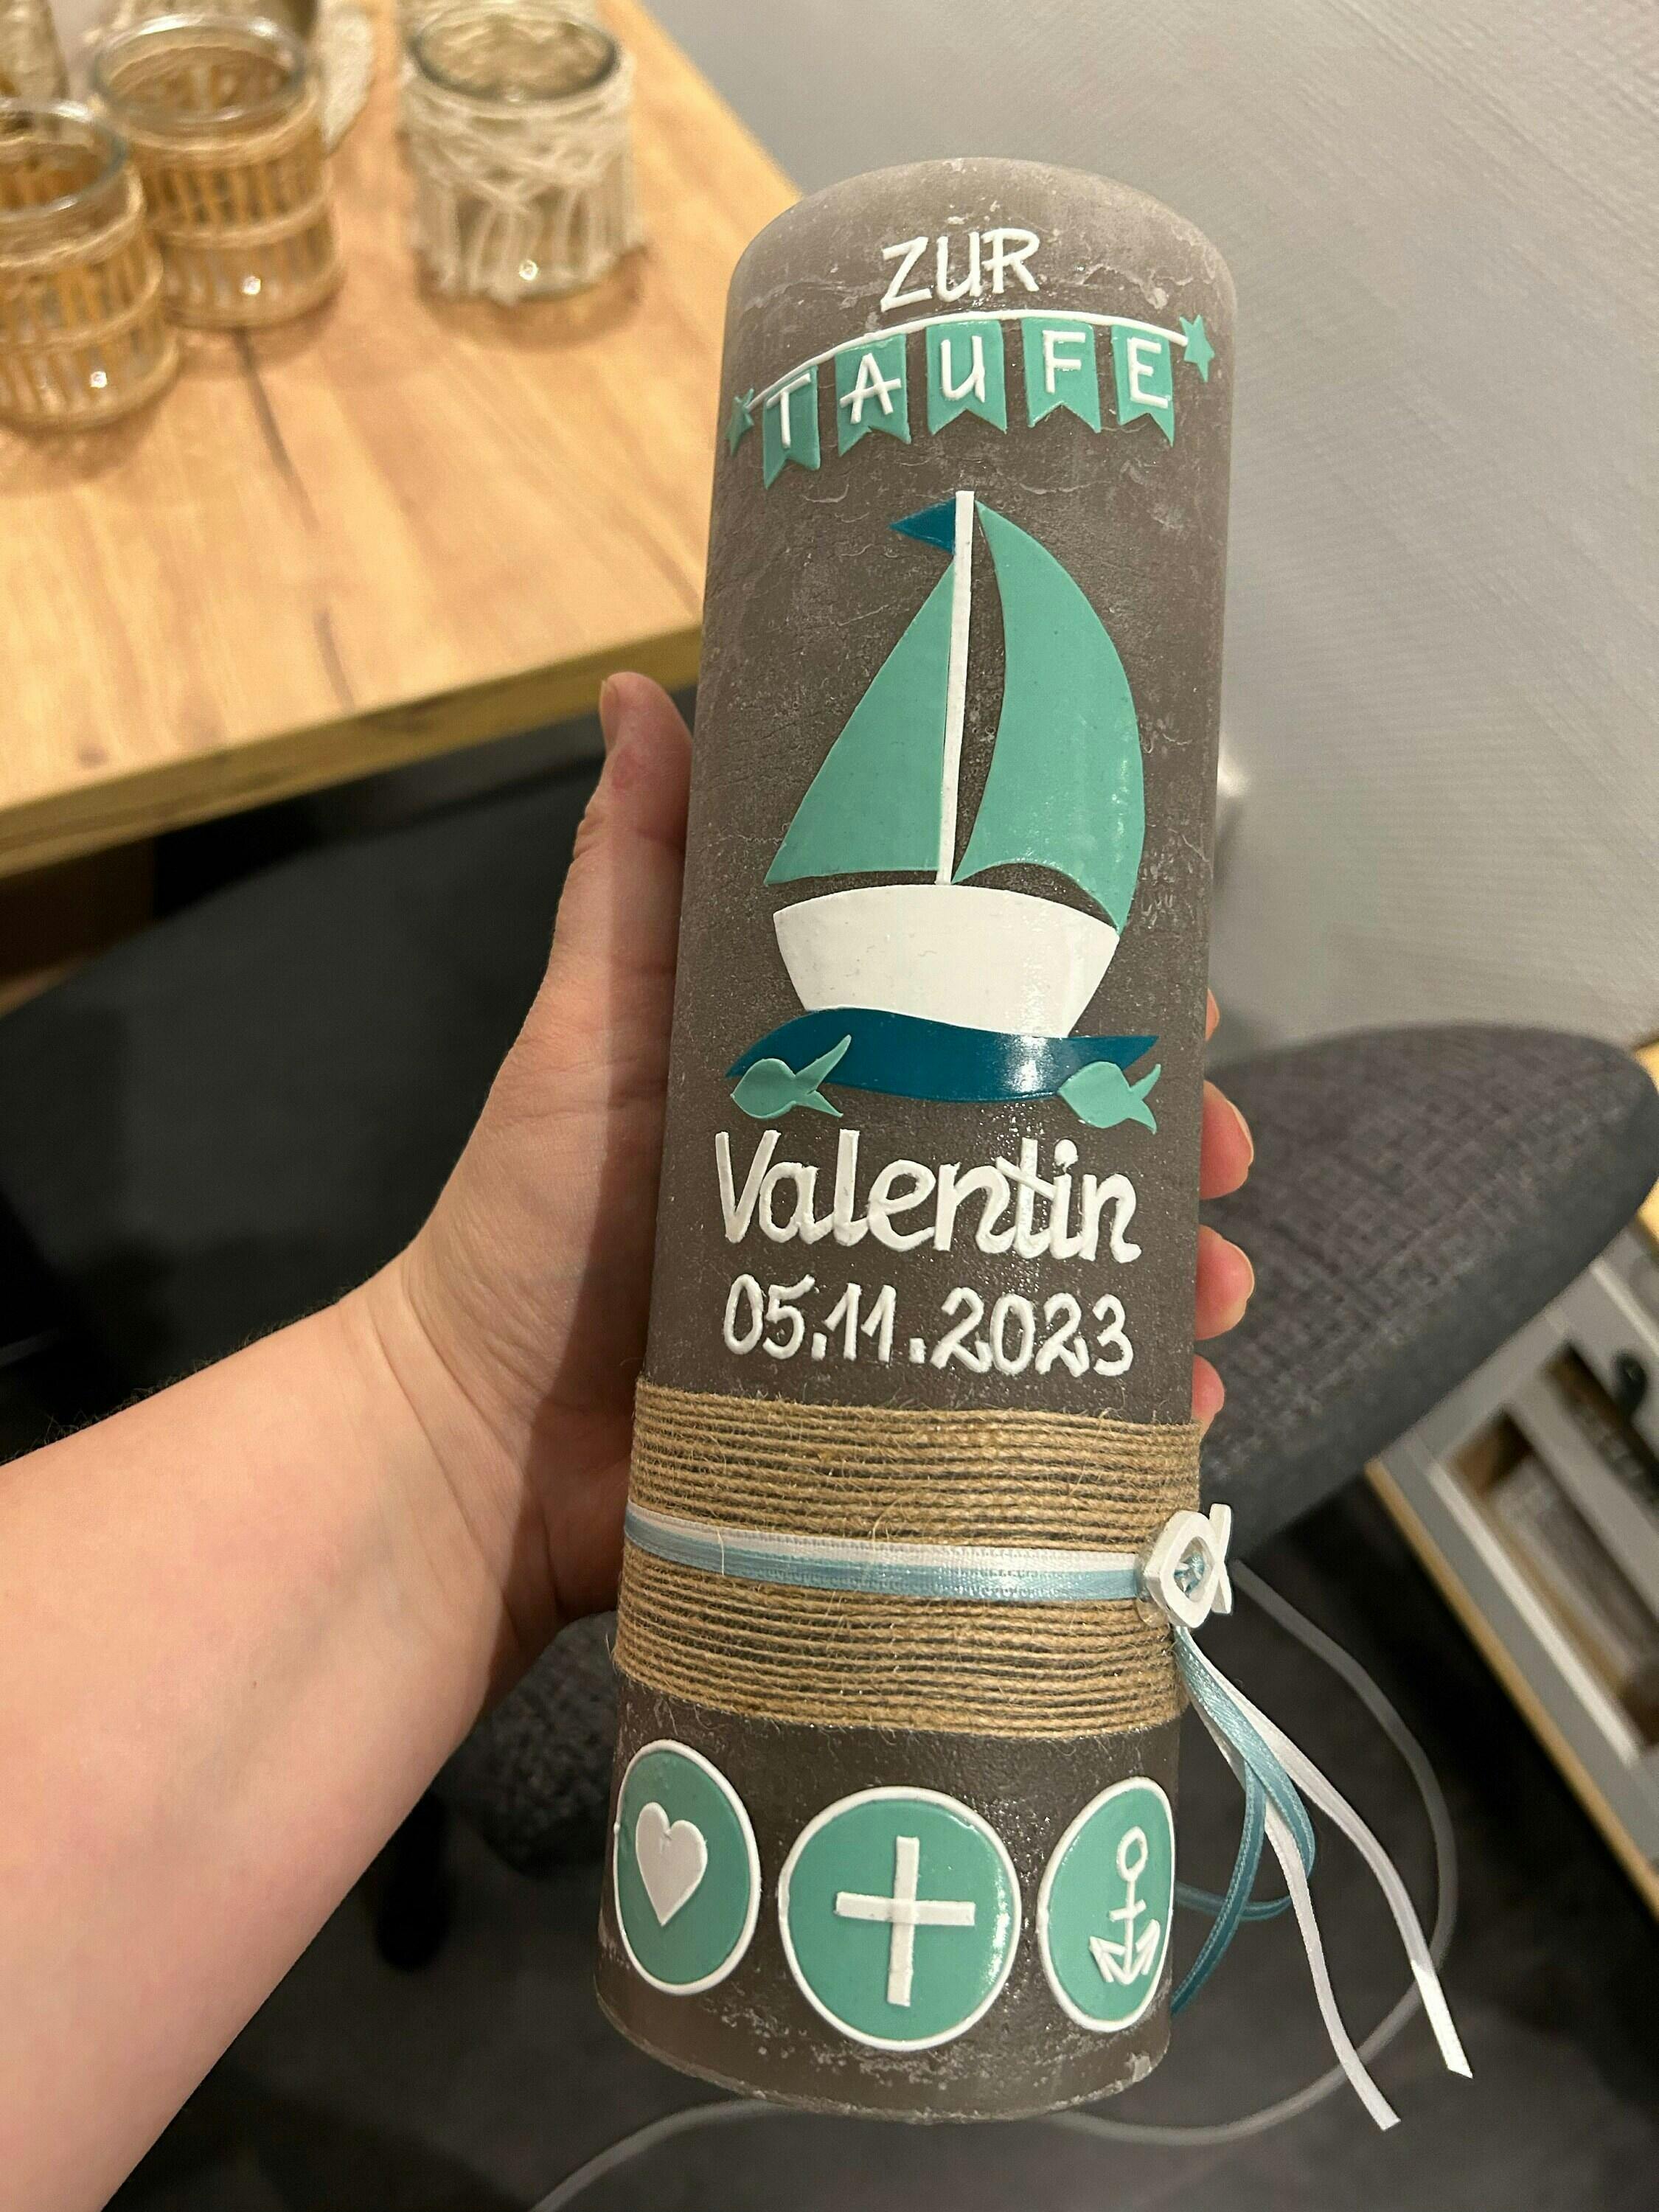 ZUR
TAUFE
Valentin
05.11.2023